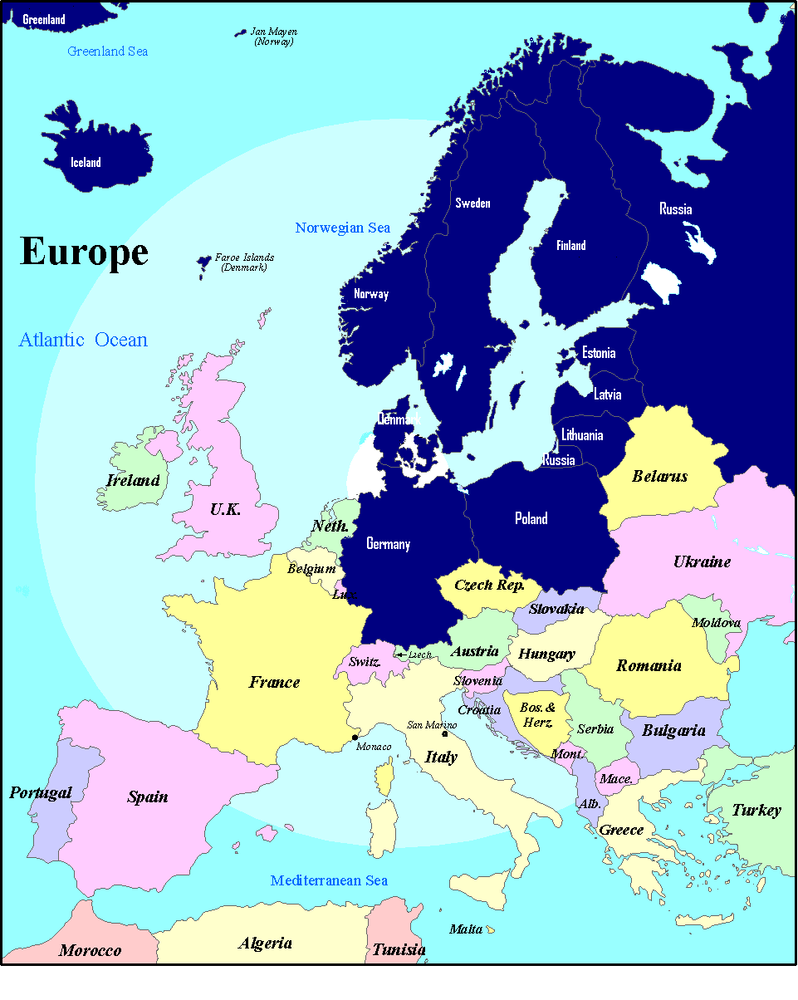 Greenland
Jan Mayen
(Norway)
Greenland Sea
Iceland
Sweden
Russia
Norwegian Sea
Finland
Europe
Faroe Islands
(Denmark)
Norway
Atlantic Ocean
Estonia
Latvia
Denmark
Lithuania
Russia
Ireland
Belarus
U.K.
Neth.
Poland
Germany
Belgium
Ukraine
Lux.
Czech Rep.
Slovakia
Moldova
Liech.
Austria
Hungary
Switz.
Romania
France
Slovenia
Croatia
Bos. &
Herz.
San Marino
Serbia
Bulgaria
Monaco
Mont.
Italy
Mace.
Portugal
Spain
Alb.
Turkey
Greece
Mediterranean Sea
Malta
Morocco
Algeria
Tunisia